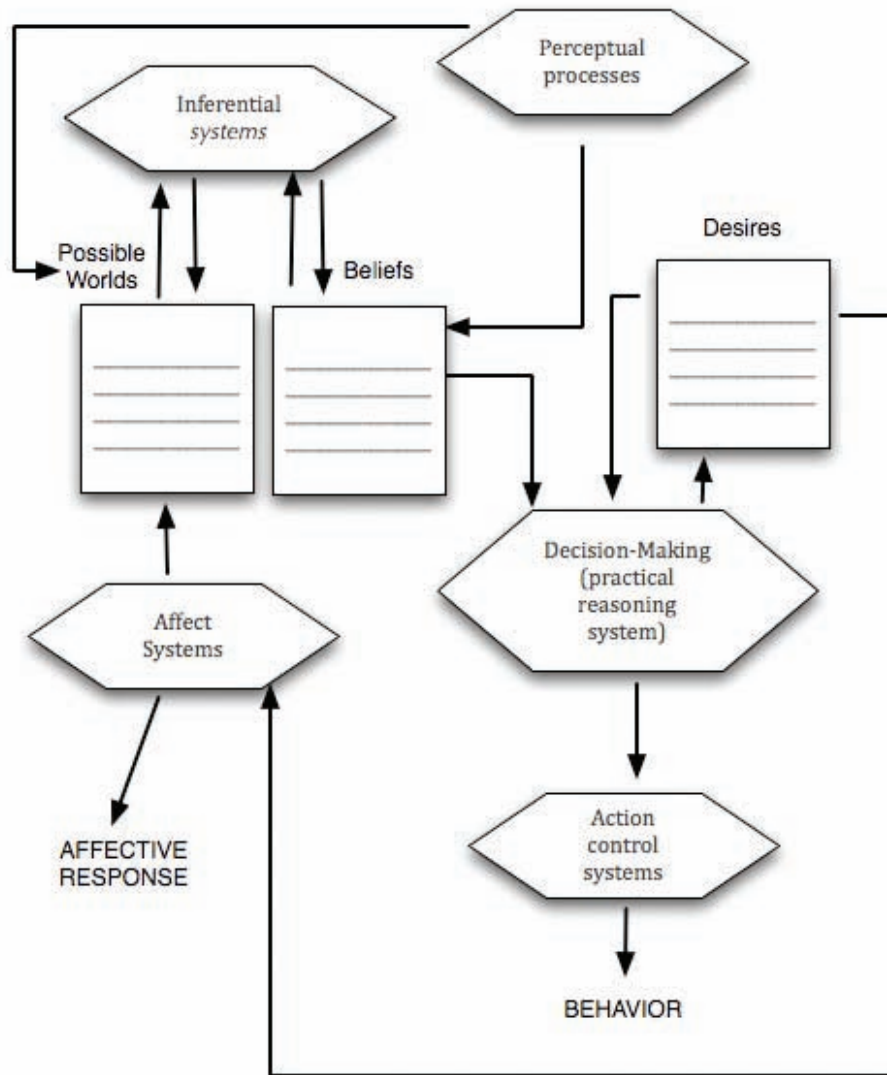 Perceptual
processes
Inferential
systems
Possible
Worlds
Beliefs
Desires
Decision-Making
(practical
reasoning
system)
Affect
Systems
Action
control
systems
AFFECTIVE
RESPONSE
BEHAVIOR